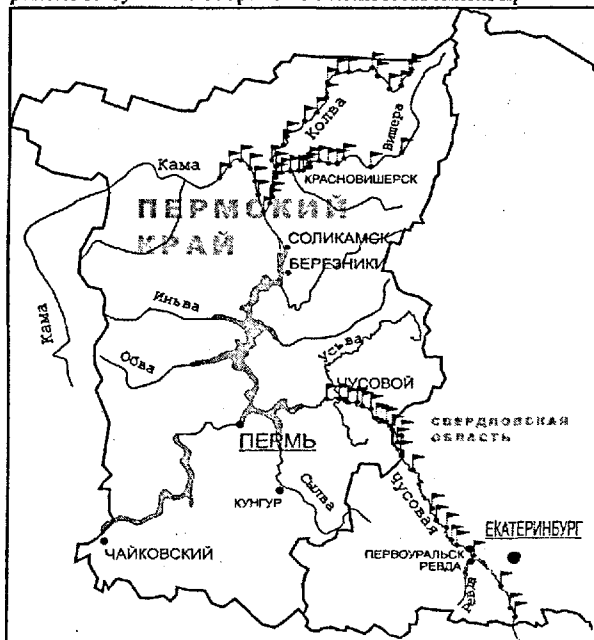 Колва
Вишера
Кама
КРАСНОВИШЕРСК
ПЕРМСКИЙ
КРАЙ
СОЛИКАМСК
БЕРЕЗНИКИ
Кама
Иньва
Обва
Усьва
ЧУСОВОЙ
СВЕРДЛОВСКАЯ
ОБЛАСТЬ
ПЕРМЬ
Сылва
КУНГУР
Чусовая
ЕКАТЕРИНБУРГ
ЧАЙКОВСКИЙ
ПЕРВОУРАЛЬСК
РЕВДА
Ревда